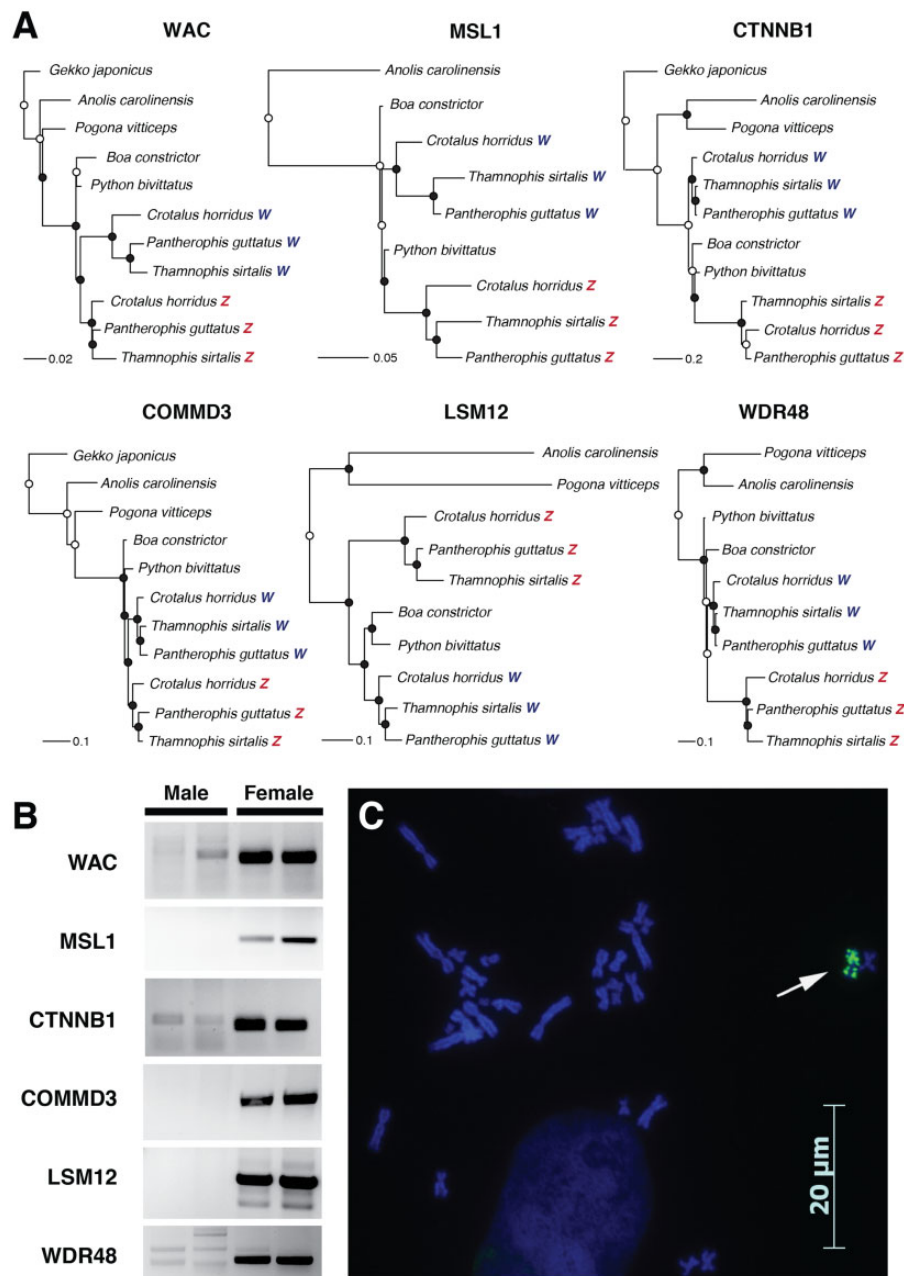 A
WAC
Gekko japonicus
Anolis carolinensis
Pogona vitticeps
Boa constrictor
Python bivittatus
Crotalus horridus W
Pantherophis guttatus W
Thamnophis sirtalis W
Crotalus horridus Z
Pantherophis guttatus Z
Thamnophis sirtalis Z
0.02
MSL1
Anolis carolinensis
Boa constrictor
Crotalus horridus W
Thamnophis sirtalis W
Pantherophis guttatus W
Python bivittatus
Crotalus horridus Z
Thamnophis sirtalis Z
Pantherophis guttatus Z
0.05
CTNNB1
Gekko japonicus
Anolis carolinensis
Pogona vitticeps
Crotalus horridus W
Thamnophis sirtalis W
Pantherophis guttatus W
Boa constrictor
Python bivittatus
Thamnophis sirtalis Z
Crotalus horridus Z
Pantherophis guttatus Z
0.2
COMMD3
Gekko japonicus
Anolis carolinensis
Pogona vitticeps
Boa constrictor
Python bivittatus
Crotalus horridus W
Thamnophis sirtalis W
Pantherophis guttatus W
Crotalus horridus Z
Pantherophis guttatus Z
Thamnophis sirtalis Z
0.1
LSM12
Anolis carolinensis
Pogona vitticeps
Crotalus horridus Z
Pantherophis guttatus Z
Thamnophis sirtalis Z
Boa constrictor
Python bivittatus
Crotalus horridus W
Thamnophis sirtalis W
Pantherophis guttatus W
0.1
WDR48
Pogona vitticeps
Anolis carolinensis
Python bivittatus
Boa constrictor
Crotalus horridus W
Thamnophis sirtalis W
Pantherophis guttatus W
Crotalus horridus Z
Pantherophis guttatus Z
Thamnophis sirtalis Z
0.1
B
Male Female
WAC
MSL1
CTNNB1
COMMD3
LSM12
WDR48
C
20 µm